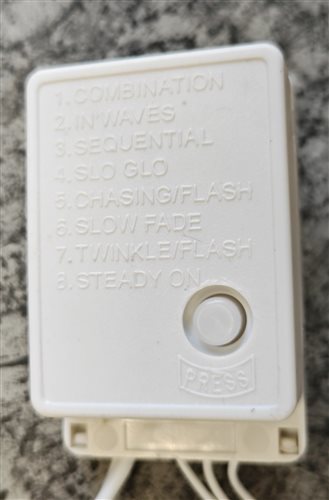 1. COMBINATION
2. IN WAVES
3. SEQUENTIAL
4. SLO GLO
5. CHASING/FLASH
6. SLOW FADE
7. TWINKLE/FLASH
8. STEADY ON
PRESS